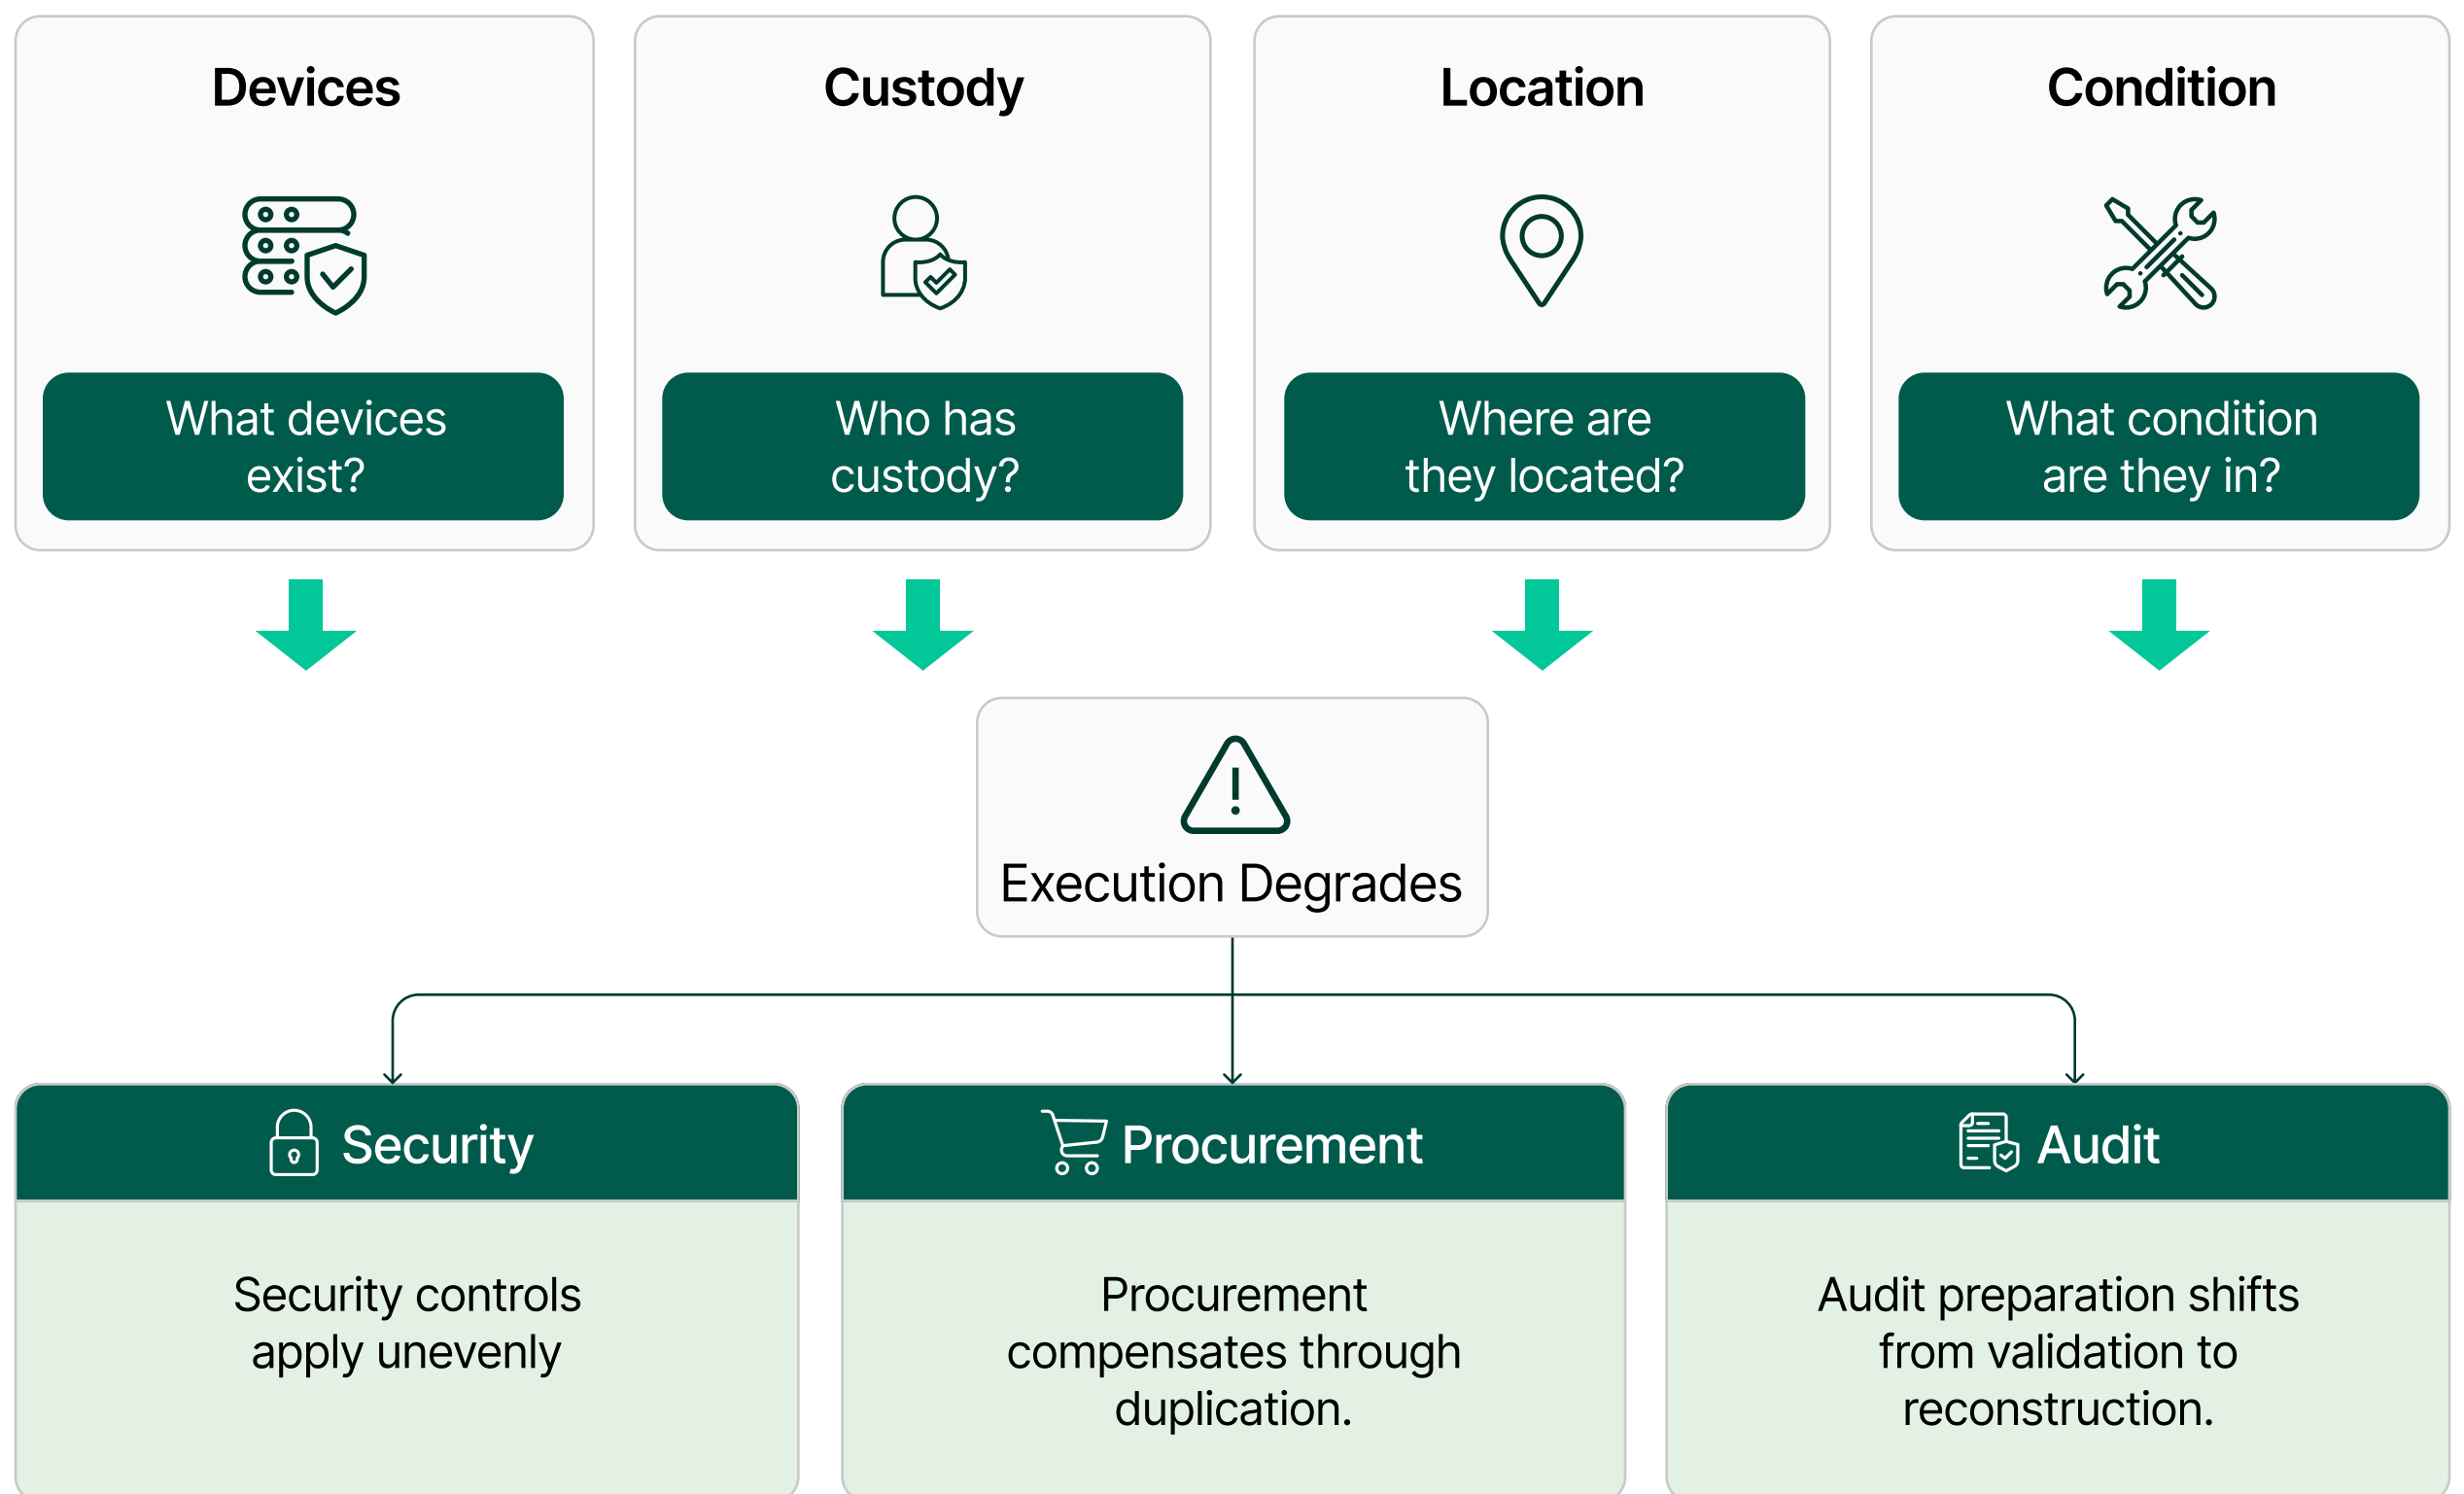 Devices
What devices
exist?
Custody
Who has
custody?
Location
Where are
they located?
Condition
What condition
are they in?
Execution Degrades
Security
Security controls
apply unevenly
Procurement
Procurement
compensates through
duplication.
Audit
Audit preparation shifts
from validation to
reconstruction.